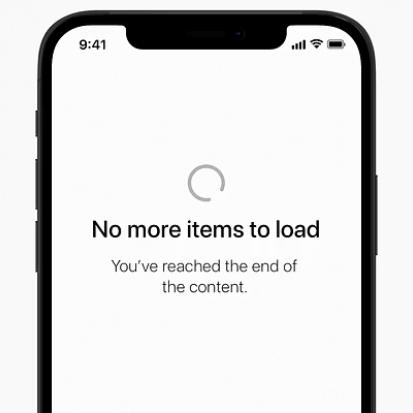 9:41
No more items to load
You’ve reached the end of
the content.